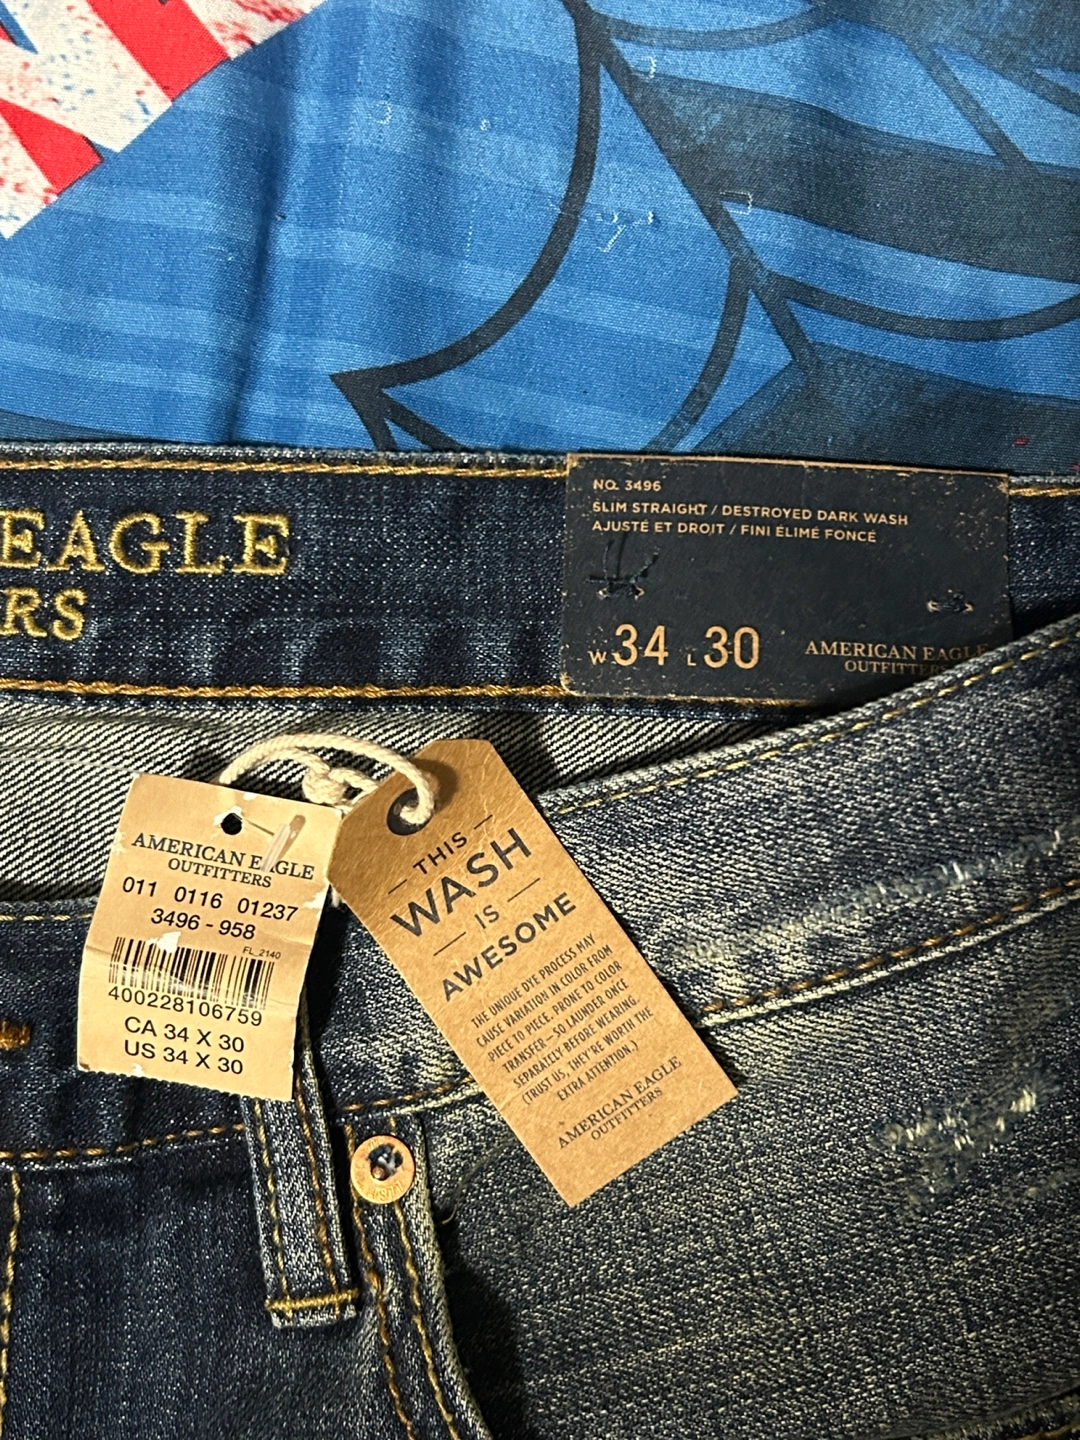 EAGLE
RS
NO. 3496
SLIM STRAIGHT / DESTROYED DARK WASH
AJUSTÉ ET DROIT / FINI ÉLIMÉ FONCÉ
W 34 L 30
AMERICAN EAGLE
OUTFITTERS
AMERICAN EAGLE
OUTFITTERS
011 0116 01237
3496 - 958
FL_2140
400228106759
CA 34 X 30
US 34 X 30
THIS
WASH
IS
AWESOME
THE UNIQUE DYE PROCESS MAY
CAUSE VARIATION IN COLOR FROM
PIECE TO PIECE. PRONE TO COLOR
TRANSFER—SO LAUNDER ONCE
SEPARATELY BEFORE WEARING.
(TRUST US, THEY'RE WORTH THE
EXTRA ATTENTION.)
AMERICAN EAGLE
OUTFITTERS